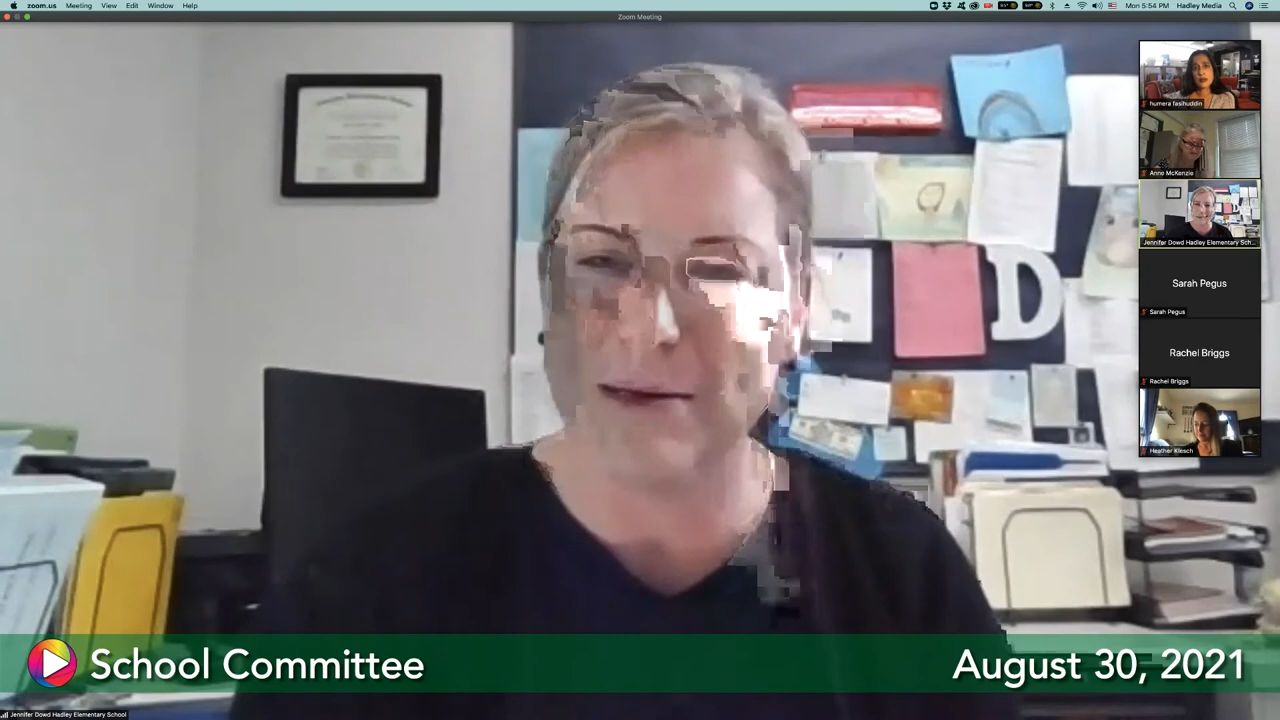 zoom.us Meeting View Edit Window Help
Mon 5:54 PM Hadley Media
Zoom Meeting
humera fasihuddin
Anne McKenzie
Jennifer Dowd Hadley Elementary Sch...
Sarah Pegus
Sarah Pegus
Rachel Briggs
Rachel Briggs
Heather Klesch
D
School Committee
August 30, 2021
Jennifer Dowd Hadley Elementary School